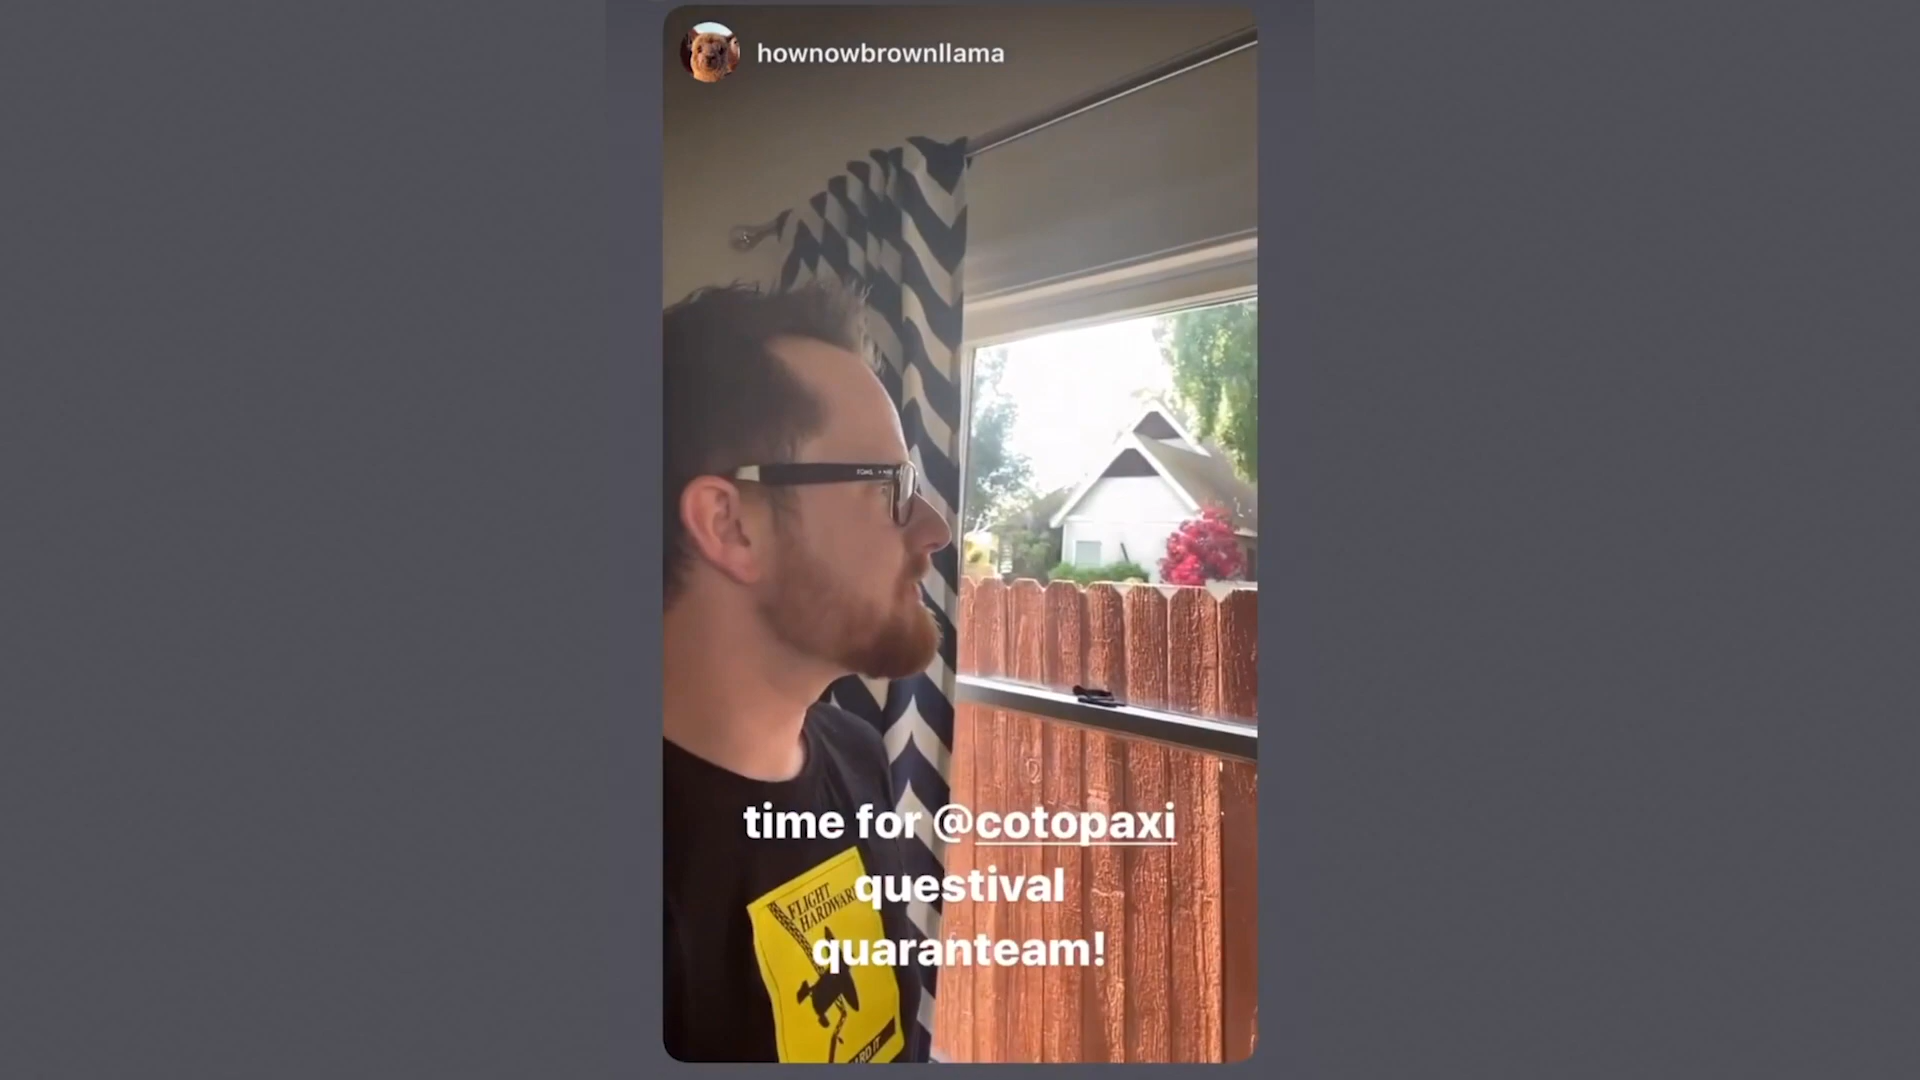 hownowbrownllama
time for @cotopaxi
questival
quaranteam!
FLIGHT
HARDWARE